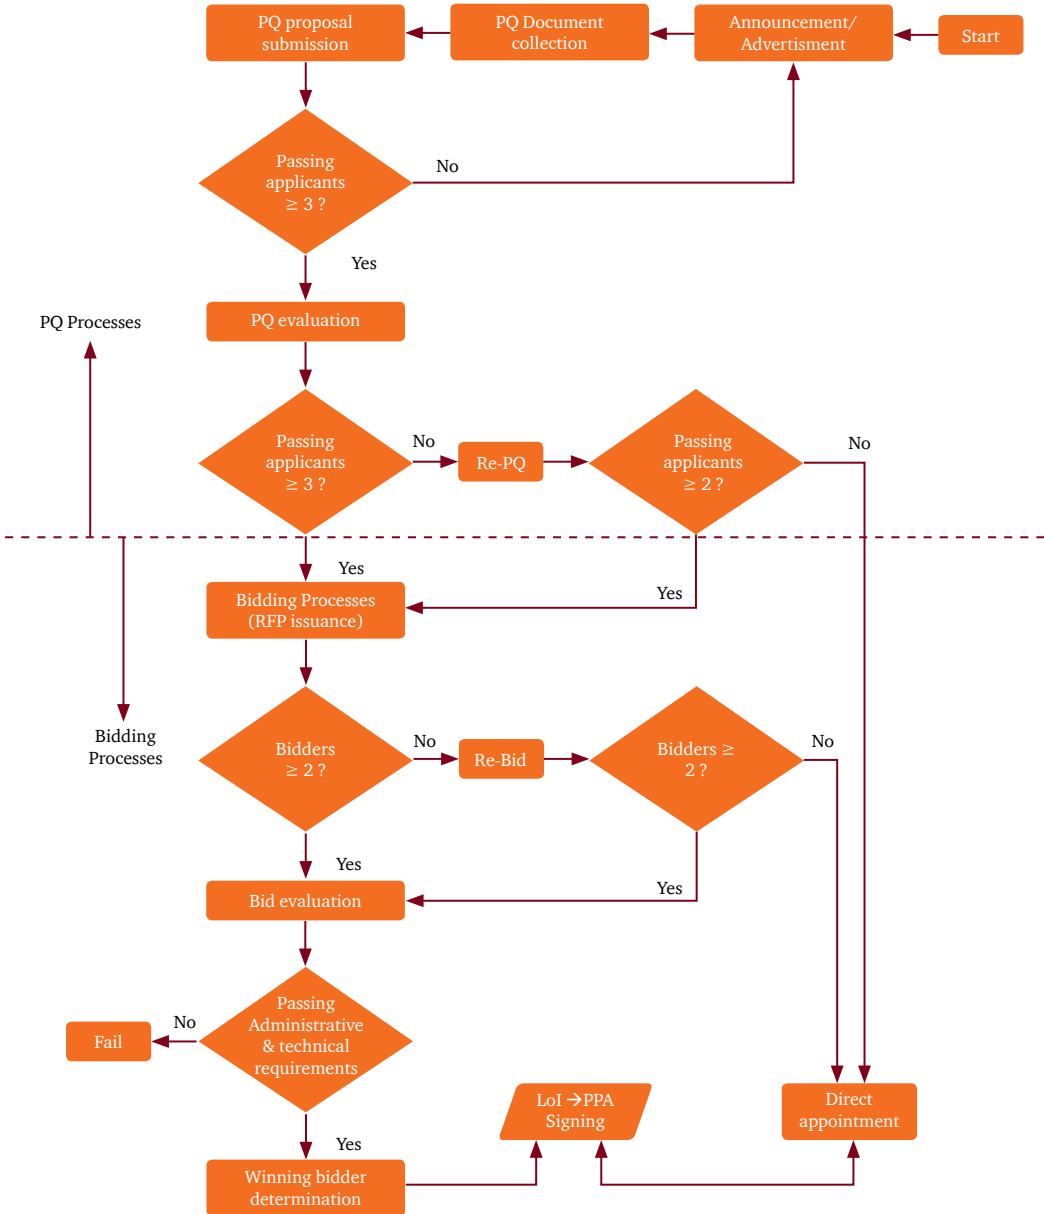 PQ proposal
submission
PQ Document
collection
Announcement/
Advertisment
Start
Passing
applicants
≥ 3 ?
No
Yes
PQ evaluation
PQ Processes
Passing
applicants
≥ 3 ?
No
Re-PQ
Passing
applicants
≥ 2 ?
No
Yes
Yes
Bidding Processes
(RFP issuance)
Bidding
Processes
Bidders
≥ 2 ?
No
Re-Bid
Bidders ≥
2 ?
No
Yes
Yes
Bid evaluation
Passing
Administrative
& technical
requirements
No
Fail
Yes
LoI →PPA
Signing
Direct
appointment
Winning bidder
determination